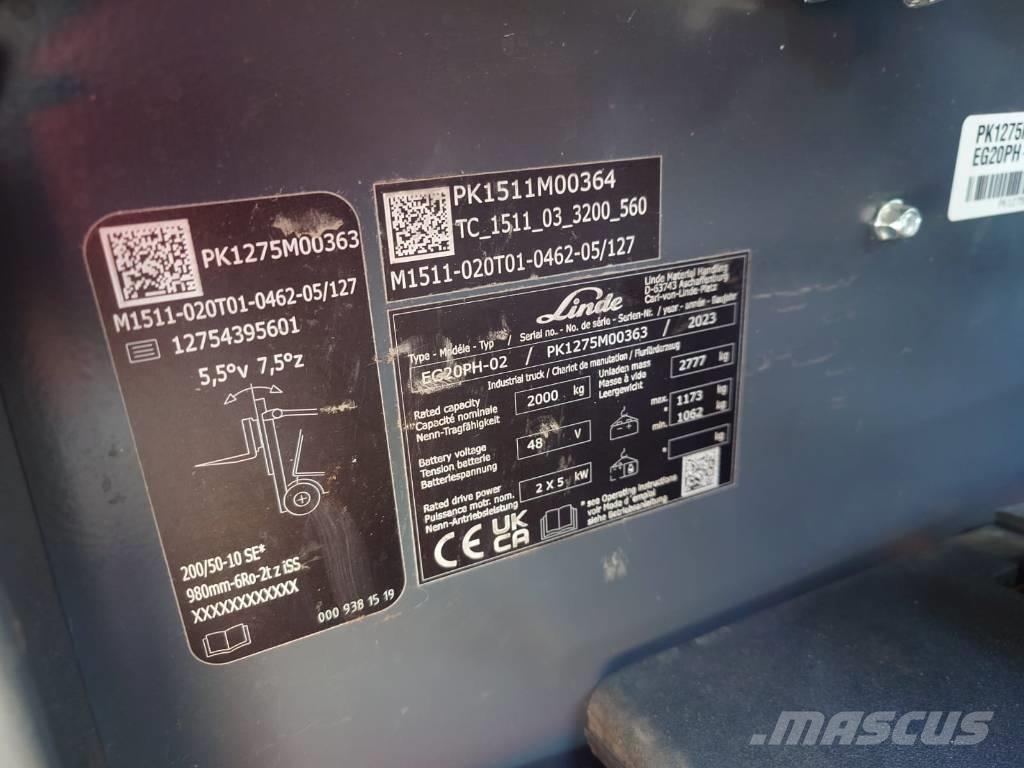 PK1275M00363
M1511-020T01-0462-05/127
12754395601
5,5°v 7,5°z
200/50-10 SE*
980mm-6Ro-2t z iSS
XXXXXXXXXXXX
000 938 15 19
PK1511M00364
TC_1511_03_3200_560
M1511-020T01-0462-05/127
Linde
Linde Material Handling
D-63743 Aschaffenburg
Carl-von-Linde-Platz
Type - Modèle - Typ / Serial no. - No. de série - Serien-Nr. / year - année - Baujahr
EG20PH-02 / PK1275M00363 / 2023
Industrial truck / Chariot de manutation / Flurförderzeug
Rated capacity
Capacité nominale
Nenn-Tragfähigkeit
2000 kg
Unladen mass
Masse à vide
Leergewicht
2777 kg
Battery voltage
Tension batterie
Batteriespannung
48 V
max. 1173 kg
* min. 1062 kg
Rated drive power
Puissance motr. nom.
Nenn-Antriebsleistung
2 X 5 kW
* kg
CE UK CA
* see Operating instructions
voir Mode d'emploi
siehe Betriebsanleitung
PK1275
EG20PH
MASCUS